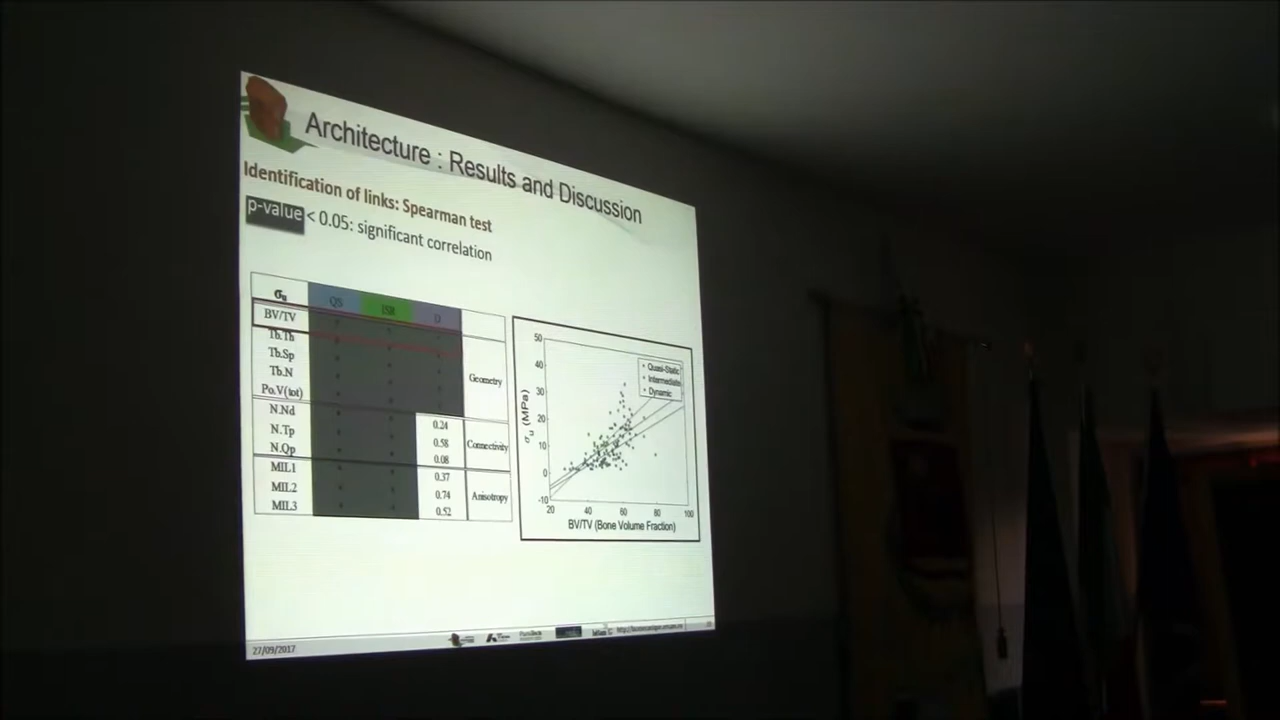 Architecture : Results and Discussion
Identification of links: Spearman test
p-value < 0.05: significant correlation
σu QS ISR D
BV/TV
Tb.Th
Tb.Sp
Tb.N
Po.V(tot)
Geometry
N.Nd 0.24
N.Tp 0.58
N.Qp 0.08
Connectivity
MIL1 0.37
MIL2 0.74
MIL3 0.52
Anisotropy
50
40
30
20
10
0
-10
σu (MPa)
Quasi-Static
Intermediate
Dynamic
20 40 60 80 100
BV/TV (Bone Volume Fraction)
27/09/2017